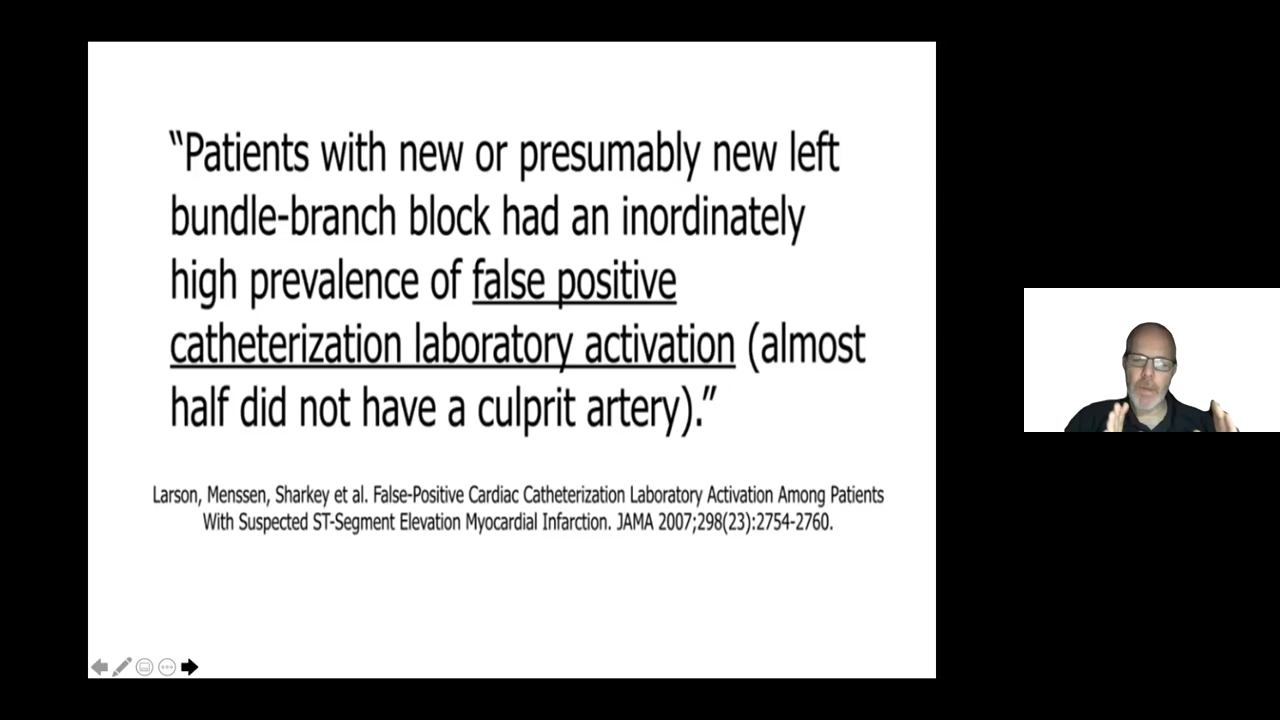 “Patients with new or presumably new left
bundle-branch block had an inordinately
high prevalence of false positive
catheterization laboratory activation (almost
half did not have a culprit artery).”
Larson, Menssen, Sharkey et al. False-Positive Cardiac Catheterization Laboratory Activation Among Patients
With Suspected ST-Segment Elevation Myocardial Infarction. JAMA 2007;298(23):2754-2760.